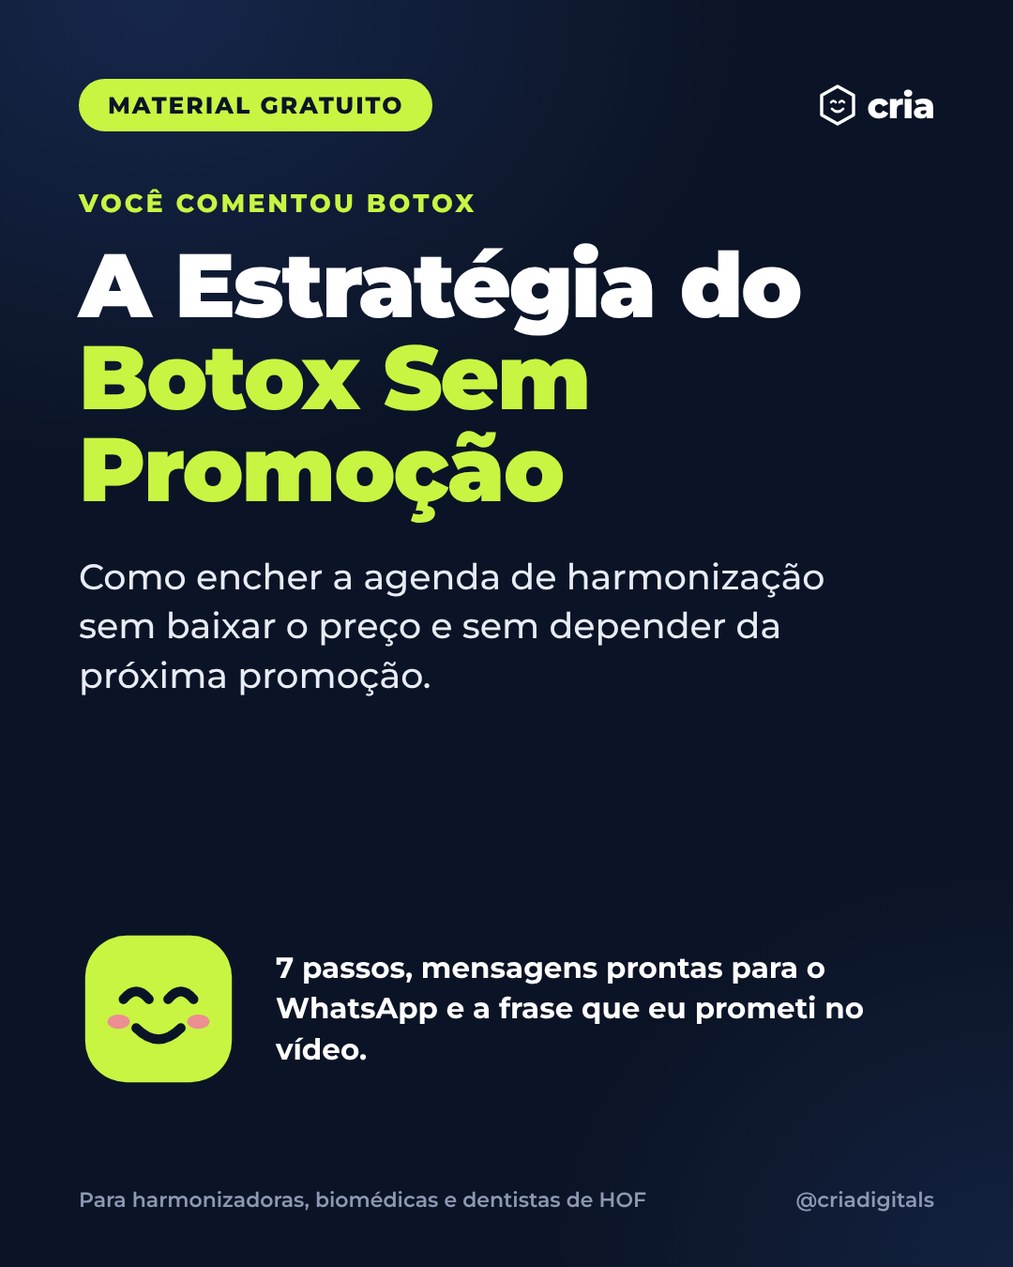 MATERIAL GRATUITO
cria
VOCÊ COMENTOU BOTOX
A Estratégia do
Botox Sem
Promoção
Como encher a agenda de harmonização
sem baixar o preço e sem depender da
próxima promoção.
7 passos, mensagens prontas para o
WhatsApp e a frase que eu prometi no
vídeo.
Para harmonizadoras, biomédicas e dentistas de HOF
@criadigitals